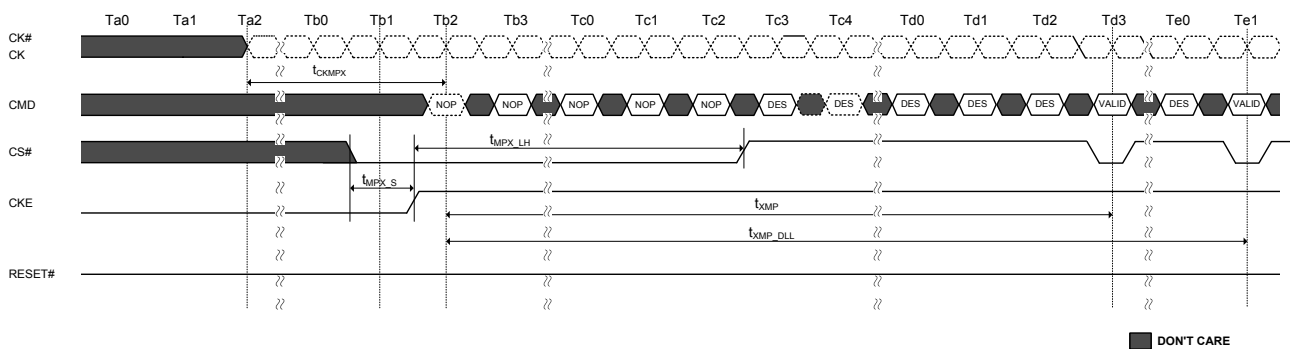 Ta0 Ta1 Ta2 Tb0 Tb1 Tb2 Tb3 Tc0 Tc1 Tc2 Tc3 Tc4 Td0 Td1 Td2 Td3 Te0 Te1
CK#
CK
tCKMPX
CMD NOP NOP NOP NOP NOP DES DES DES DES DES VALID DES VALID
tMPX_LH
CS#
tMPX_S
CKE
tXMP
tXMP_DLL
RESET#
DON'T CARE